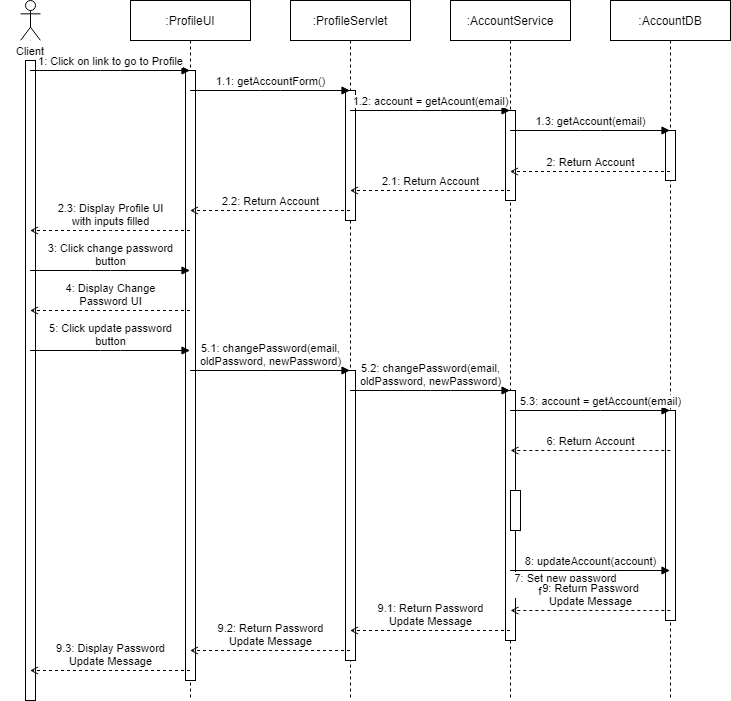 :ProfileUI
:ProfileServlet
:AccountService
:AccountDB
Client
1: Click on link to go to Profile
1.1: getAccountForm()
1.2: account = getAcount(email)
1.3: getAccount(email)
2: Return Account
2.1: Return Account
2.2: Return Account
2.3: Display Profile UI
with inputs filled
3: Click change password
button
4: Display Change
Password UI
5: Click update password
button
5.1: changePassword(email,
oldPassword, newPassword)
5.2: changePassword(email,
oldPassword, newPassword)
5.3: account = getAccount(email)
6: Return Account
8: updateAccount(account)
7: Set new password
9: Return Password
Update Message
9.1: Return Password
Update Message
9.2: Return Password
Update Message
9.3: Display Password
Update Message